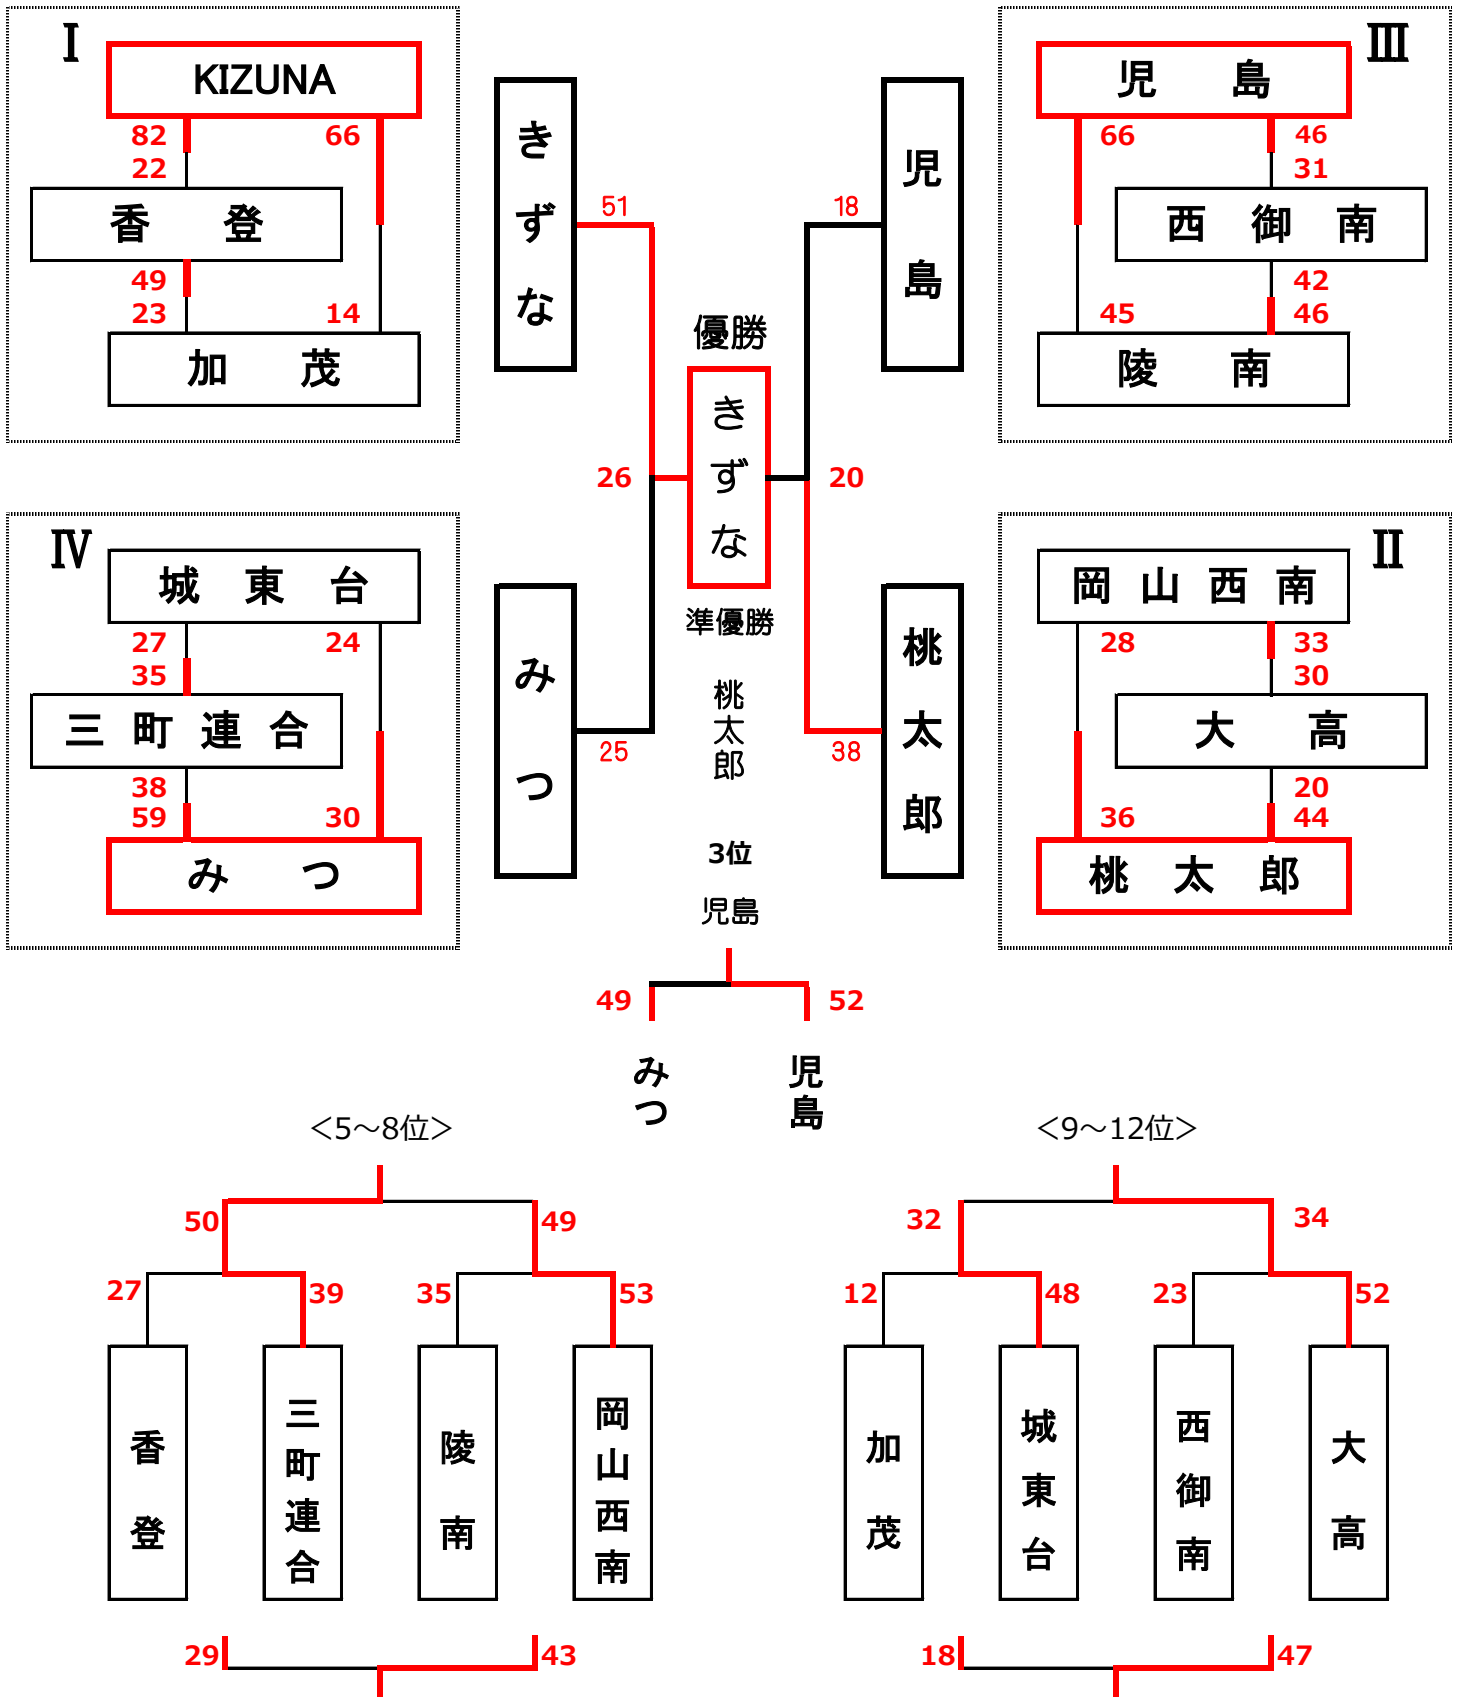 Ⅰ
KIZUNA
82 66
22
香登
49
23 14
加茂
Ⅲ
児島
66 46
31
西御南
42
45 46
陵南
Ⅳ
城東台
27 24
35
三町連合
38
59 30
みつ
Ⅱ
岡山西南
28 33
30
大高
20
36 44
桃太郎
きずな
51
みつ
25
26
優勝
きずな
20
児島
18
桃太郎
38
準優勝
桃太郎
3位
児島
49 52
みつ
児島
<5～8位>
50 49
27 39 35 53
香登
三町連合
陵南
岡山西南
29 43
<9～12位>
32 34
12 48 23 52
加茂
城東台
西御南
大高
18 47